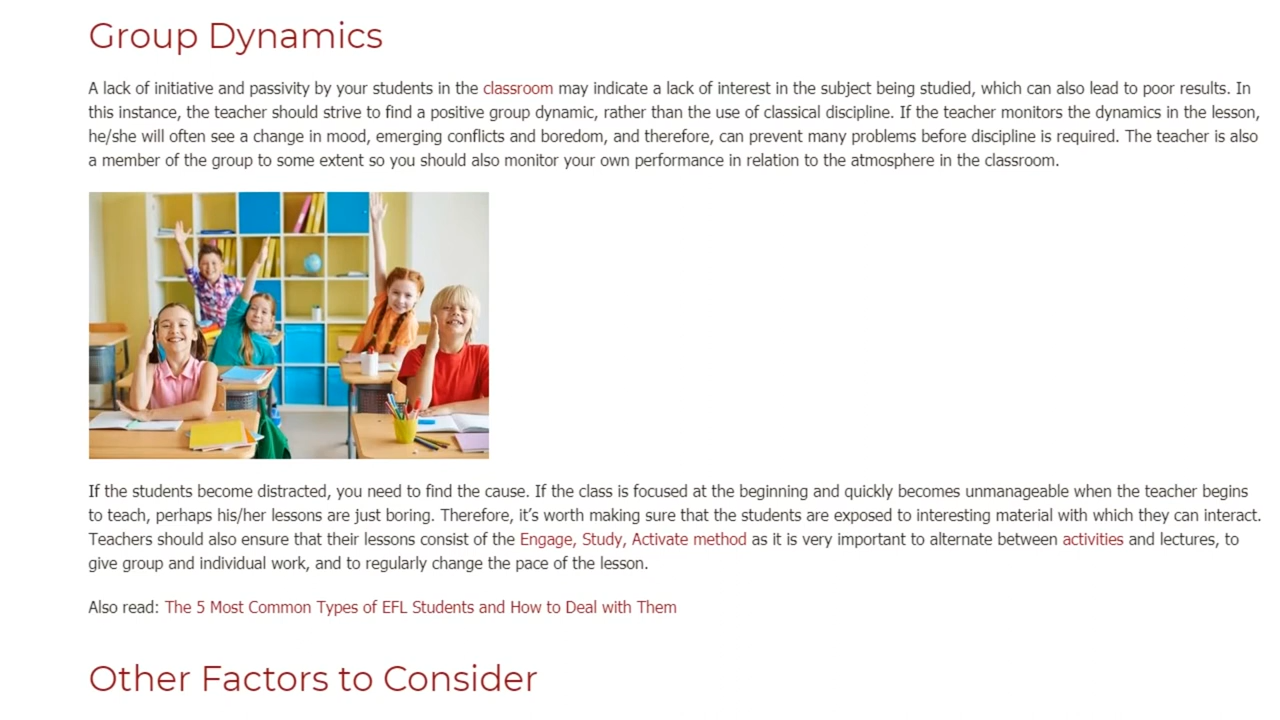 Group Dynamics
A lack of initiative and passivity by your students in the classroom may indicate a lack of interest in the subject being studied, which can also lead to poor results. In
this instance, the teacher should strive to find a positive group dynamic, rather than the use of classical discipline. If the teacher monitors the dynamics in the lesson,
he/she will often see a change in mood, emerging conflicts and boredom, and therefore, can prevent many problems before discipline is required. The teacher is also
a member of the group to some extent so you should also monitor your own performance in relation to the atmosphere in the classroom.
If the students become distracted, you need to find the cause. If the class is focused at the beginning and quickly becomes unmanageable when the teacher begins
to teach, perhaps his/her lessons are just boring. Therefore, it’s worth making sure that the students are exposed to interesting material with which they can interact.
Teachers should also ensure that their lessons consist of the Engage, Study, Activate method as it is very important to alternate between activities and lectures, to
give group and individual work, and to regularly change the pace of the lesson.
Also read: The 5 Most Common Types of EFL Students and How to Deal with Them
Other Factors to Consider